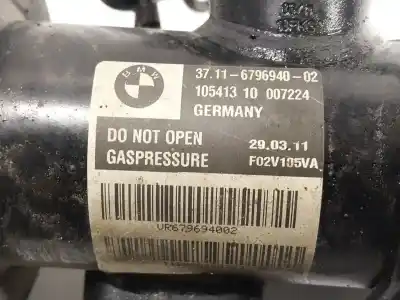 BMW
37.11-6796940-02
105413 10 007224
GERMANY
DO NOT OPEN
GASPRESSURE
29.03.11
F02V105VA
VR679694002